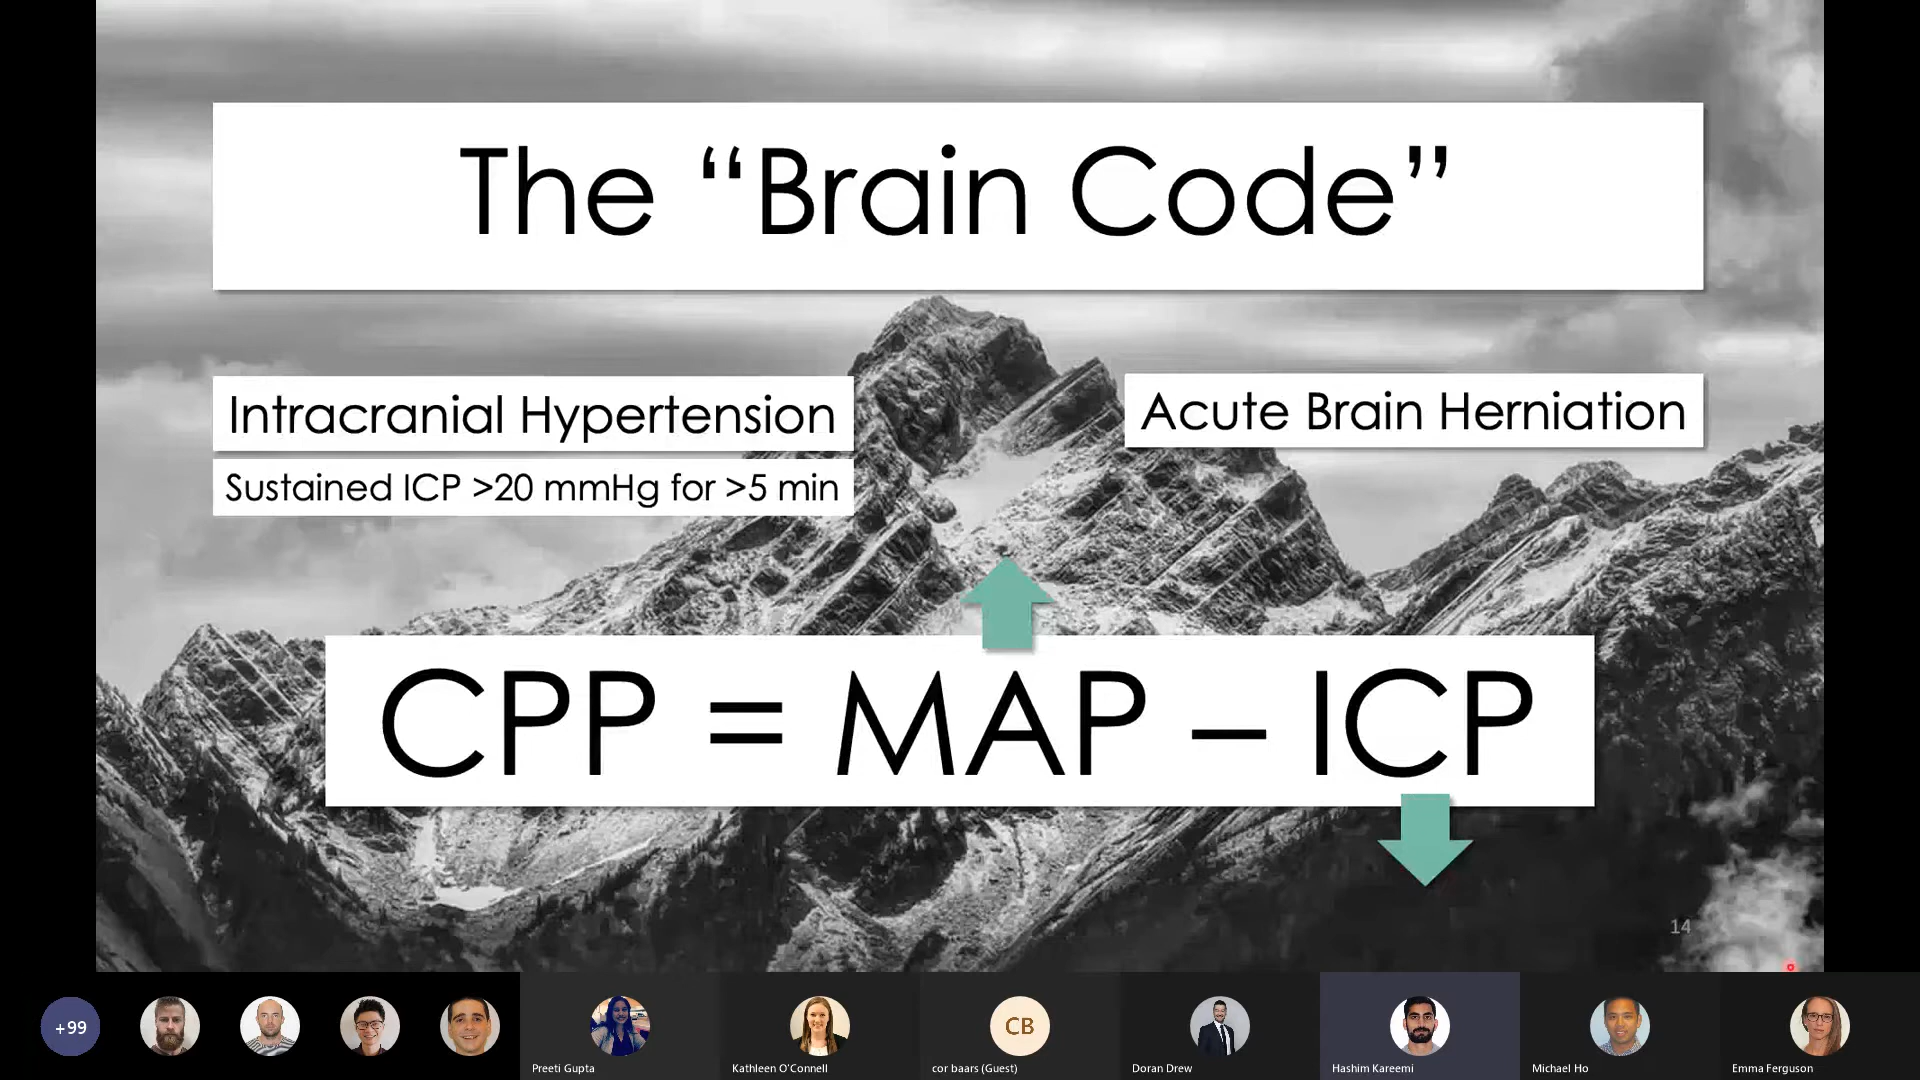 The “Brain Code”
Intracranial Hypertension
Acute Brain Herniation
Sustained ICP >20 mmHg for >5 min
CPP = MAP – ICP
14
+99
CB
Preeti Gupta
Kathleen O'Connell
cor baars (Guest)
Doran Drew
Hashim Kareemi
Michael Ho
Emma Ferguson